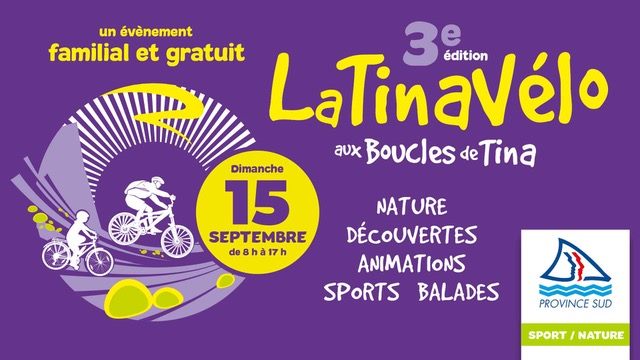 un évènement
familial et gratuit
3e édition
LaTinaVélo
aux Boucles de Tina
Dimanche
15
SEPTEMBRE
de 8 h à 17 h
NATURE
DÉCOUVERTES
ANIMATIONS
SPORTS BALADES
PROVINCE SUD
SPORT / NATURE